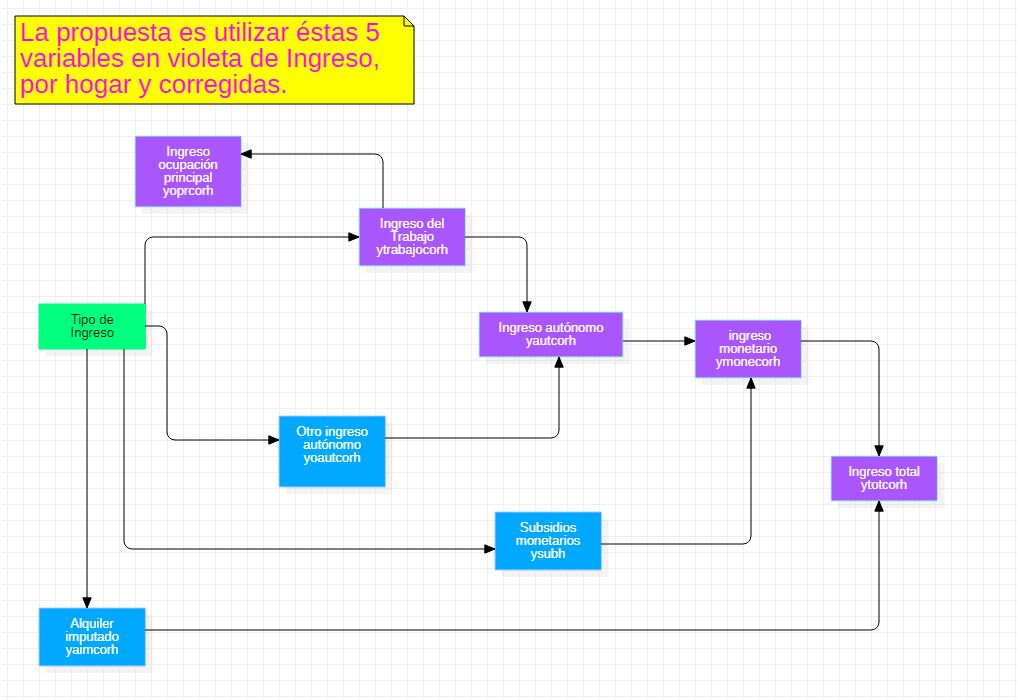 La propuesta es utilizar éstas 5
variables en violeta de Ingreso,
por hogar y corregidas.
Ingreso
ocupación
principal
yoprcorh
Ingreso del
Trabajo
ytrabajocorh
Tipo de
Ingreso
Ingreso autónomo
yautcorh
ingreso
monetario
ymonecorh
Otro ingreso
autónomo
yoautcorh
Ingreso total
ytotcorh
Subsidios
monetarios
ysubh
Alquiler
imputado
yaimcorh